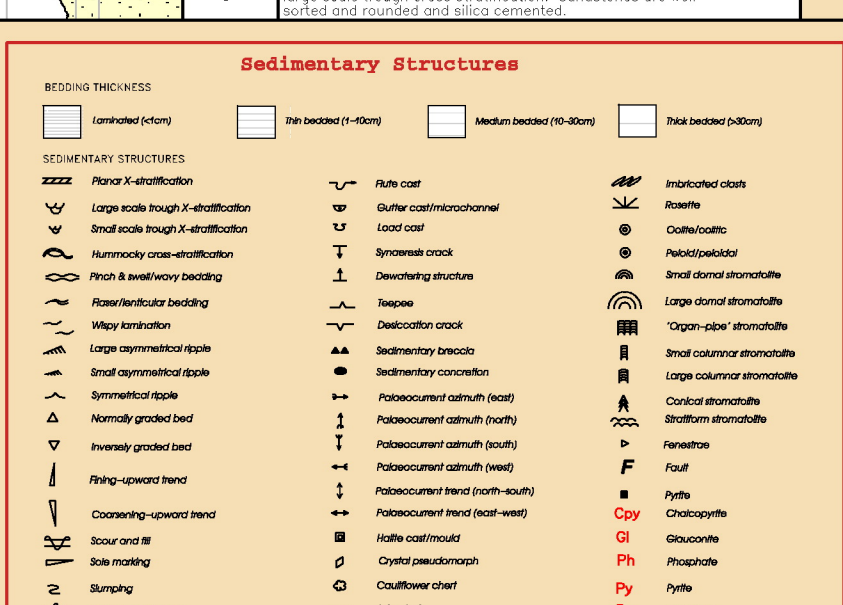 sorted and rounded and silica cemented.
Sedimentary Structures
BEDDING THICKNESS
Laminated (<1cm)
Thin bedded (1-10cm)
Medium bedded (10-30cm)
Thick bedded (>30cm)
SEDIMENTARY STRUCTURES
Planar X-stratification
Large scale trough X-stratification
Small scale trough X-stratification
Hummocky cross-stratification
Pinch & swell/wavy bedding
Flaser/lenticular bedding
Wispy lamination
Large asymmetrical ripple
Small asymmetrical ripple
Symmetrical ripple
Normally graded bed
Inversely graded bed
Fining-upward trend
Coarsening-upward trend
Scour and fill
Sole marking
Slumping
Flute cast
Gutter cast/microchannel
Load cast
Synaeresis crack
Dewatering structure
Teepee
Desiccation crack
Sedimentary breccia
Sedimentary concretion
Palaeocurrent azimuth (east)
Palaeocurrent azimuth (north)
Palaeocurrent azimuth (south)
Palaeocurrent azimuth (west)
Palaeocurrent trend (north-south)
Palaeocurrent trend (east-west)
Halite cast/mould
Crystal pseudomorph
Cauliflower chert
Imbricated clasts
Rosette
Oolite/oolitic
Peloid/peloidal
Small domal stromatolite
Large domal stromatolite
'Organ-pipe' stromatolite
Small columnar stromatolite
Large columnar stromatolite
Conical stromatolite
Stratiform stromatolite
Fenestrae
F Fault
Pyrite
Cpy Chalcopyrite
Gl Glauconite
Ph Phosphate
Py Pyrite